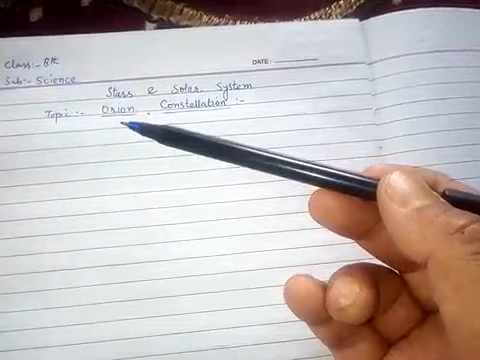 Class:- 8th
DATE: 
Sub:- Science
Stars & Solar System
Topic :- Orion Constellation :-